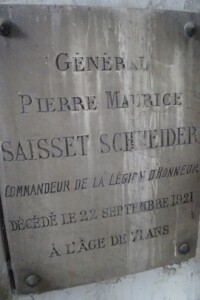 GÉNÉRAL
PIERRE MAURICE
SAISSET SCHNEIDER
COMMANDEUR DE LA LÉGION D'HONNEUR
DÉCÉDÉ LE 22 SEPTEMBRE 1921
À L'ÂGE DE 71 ANS